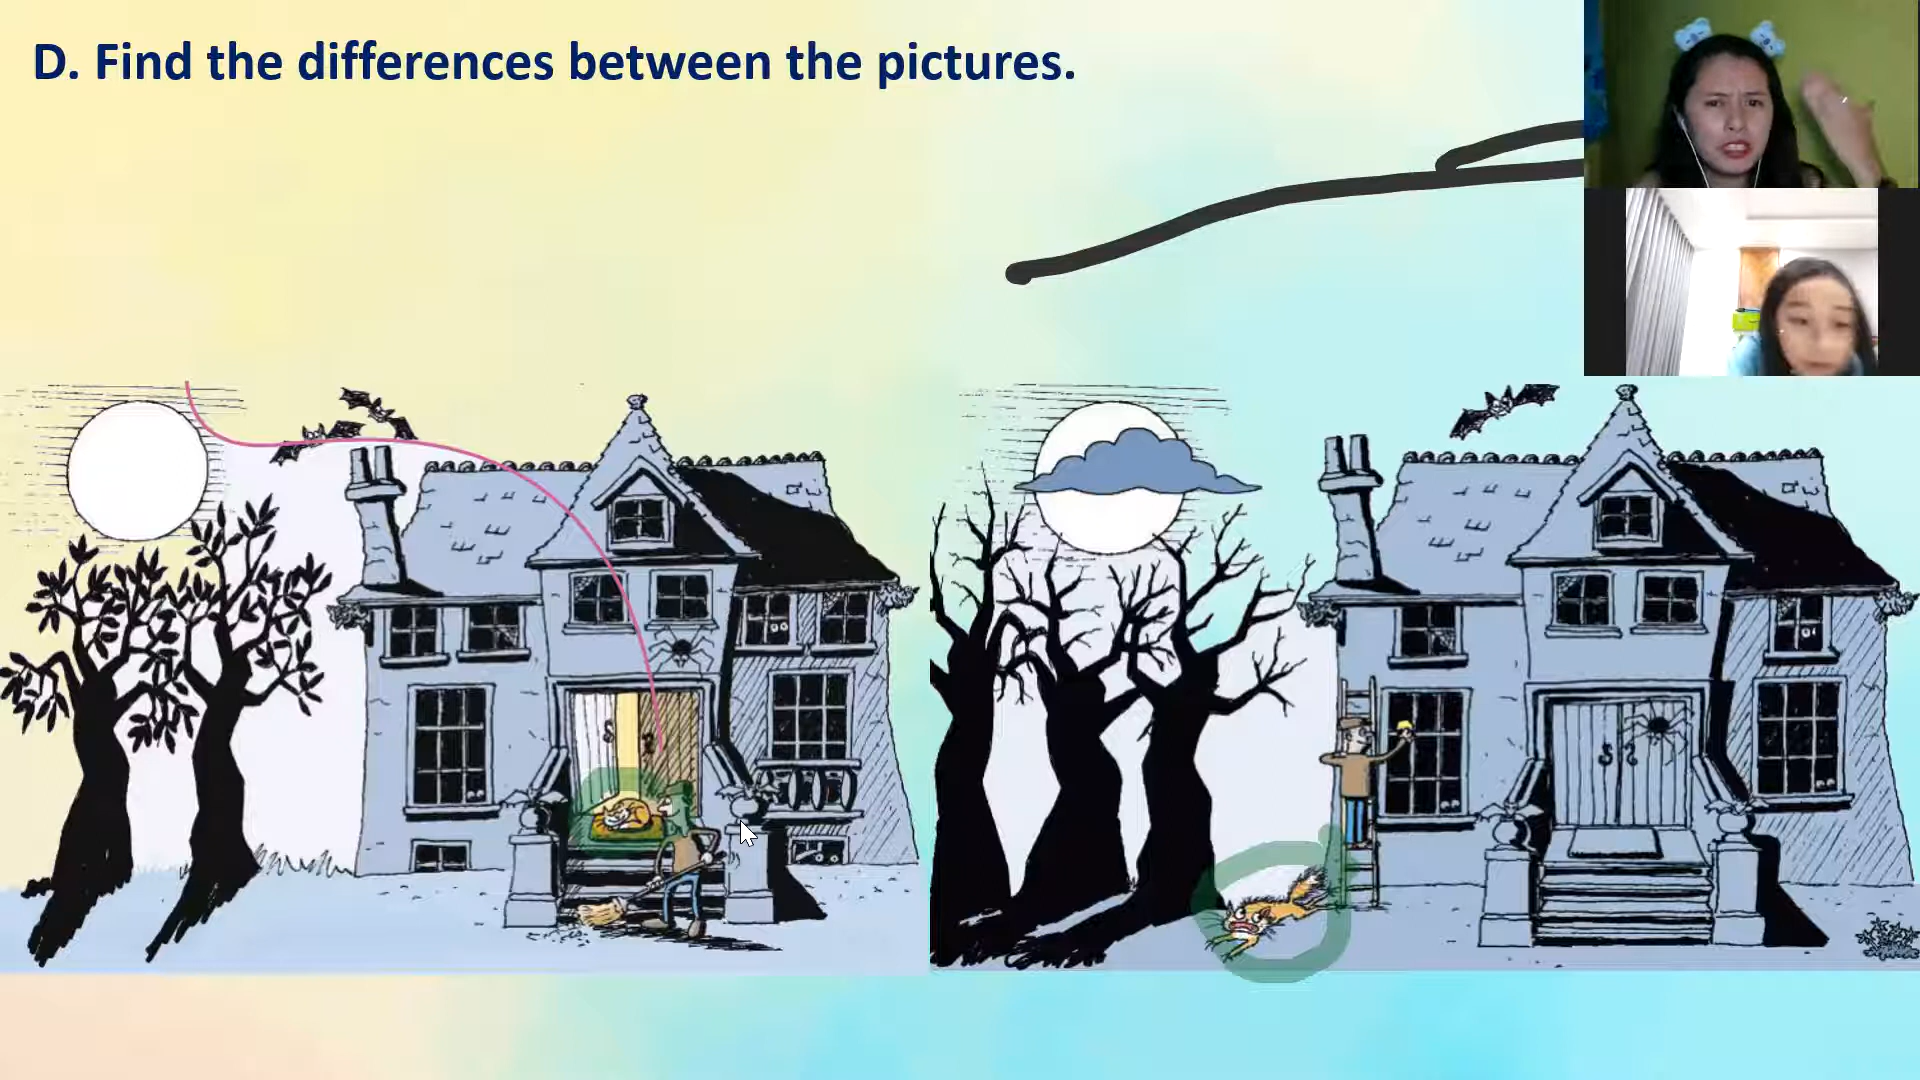 D. Find the differences between the pictures.